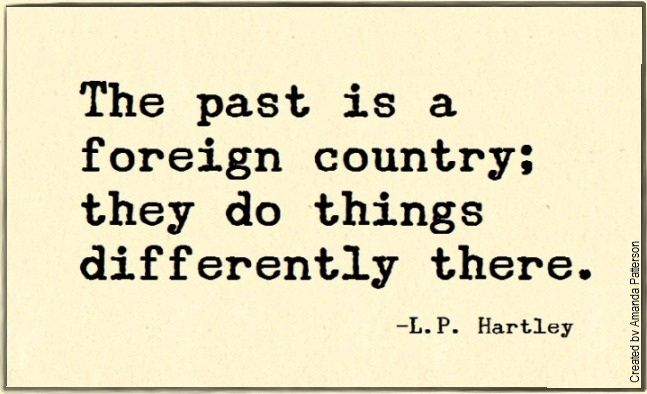 The past is a
foreign country;
they do things
differently there.
-L.P. Hartley
Created by Amanda Patterson